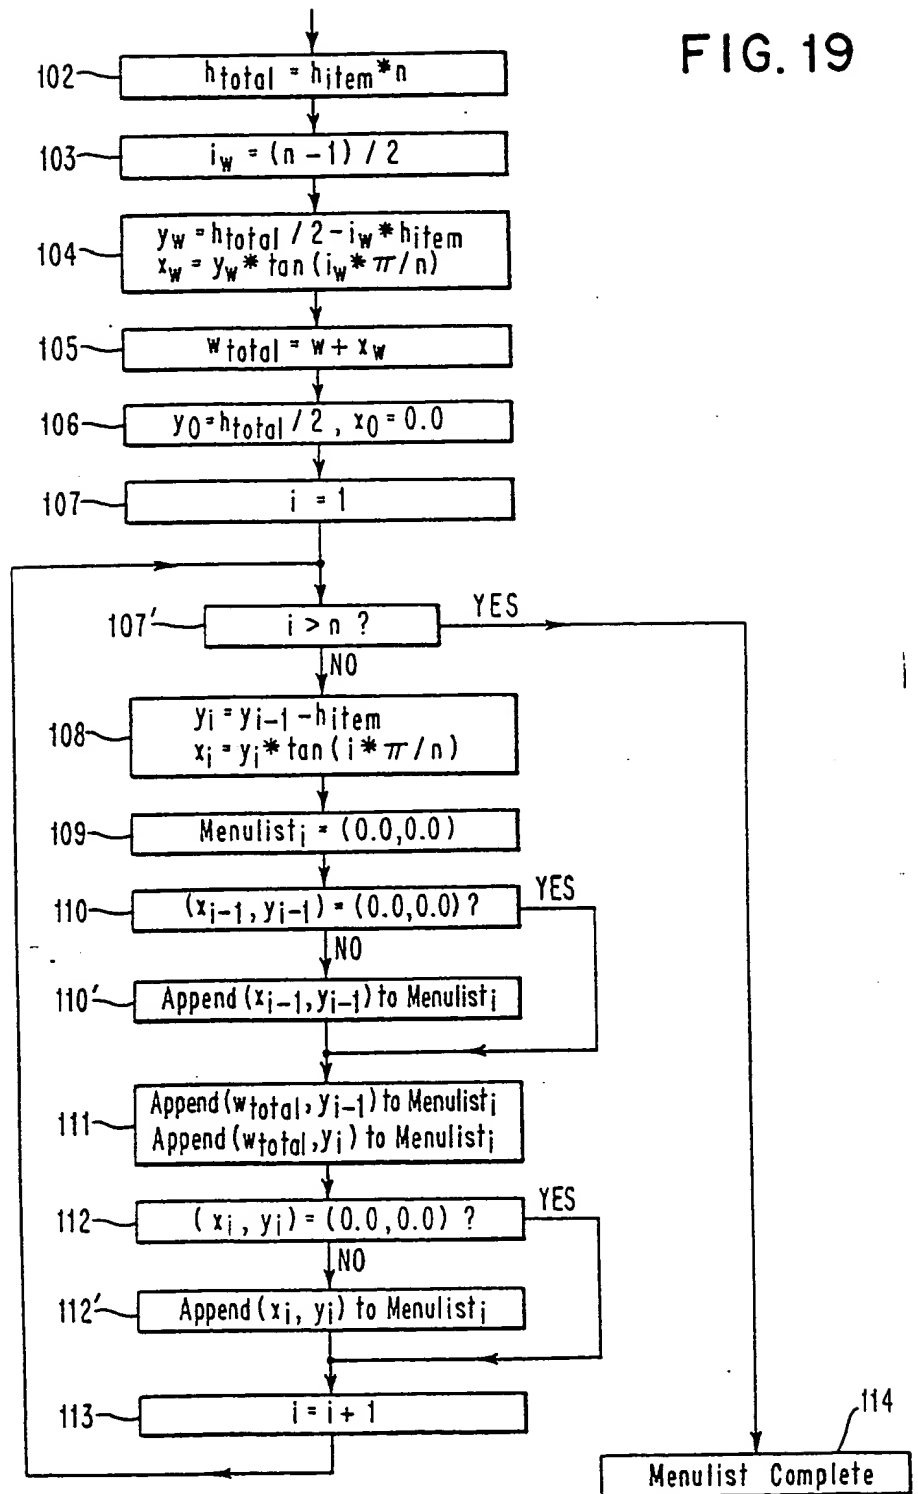 FIG. 19
102
h_total = h_item * n
103
i_w = (n - 1) / 2
104
y_w = h_total / 2 - i_w * h_item
x_w = y_w * tan (i_w * π / n)
105
w_total = w + x_w
106
y_0 = h_total / 2, x_0 = 0.0
107
i = 1
107'
i > n ?
YES
NO
108
y_i = y_i-1 - h_item
x_i = y_i * tan (i * π / n)
109
Menulist_i = (0.0,0.0)
110
(x_i-1, y_i-1) = (0.0,0.0) ?
YES
NO
110'
Append (x_i-1, y_i-1) to Menulist_i
111
Append (w_total, y_i-1) to Menulist_i
Append (w_total, y_i) to Menulist_i
112
(x_i, y_i) = (0.0,0.0) ?
YES
NO
112'
Append (x_i, y_i) to Menulist_i
113
i = i + 1
114
Menulist Complete